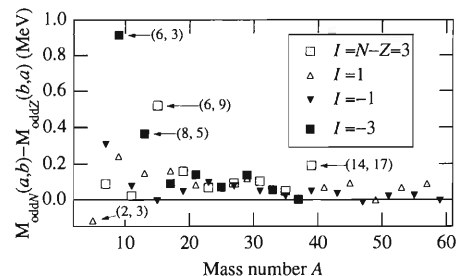 M_oddN(a,b)−M_oddZ(b,a) (MeV)
1.0
0.8
0.6
0.4
0.2
0.0
(6, 3)
(6, 9)
(8, 5)
(14, 17)
(2, 3)
I=N−Z=3
I=1
I=−1
I=−3
10
20
30
40
50
60
Mass number A